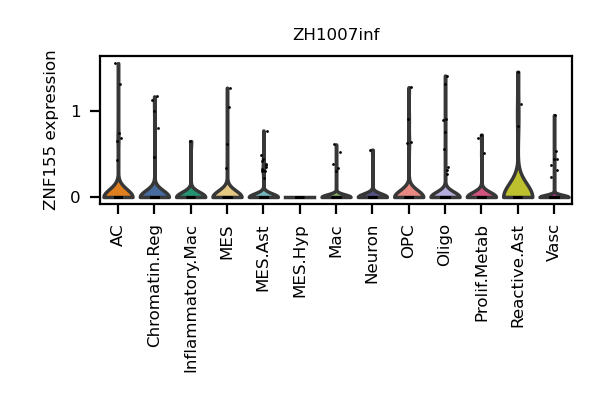 ZH1007inf
ZNF155 expression
1
0
AC
Chromatin.Reg
Inflammatory.Mac
MES
MES.Ast
MES.Hyp
Mac
Neuron
OPC
Oligo
Prolif.Metab
Reactive.Ast
Vasc